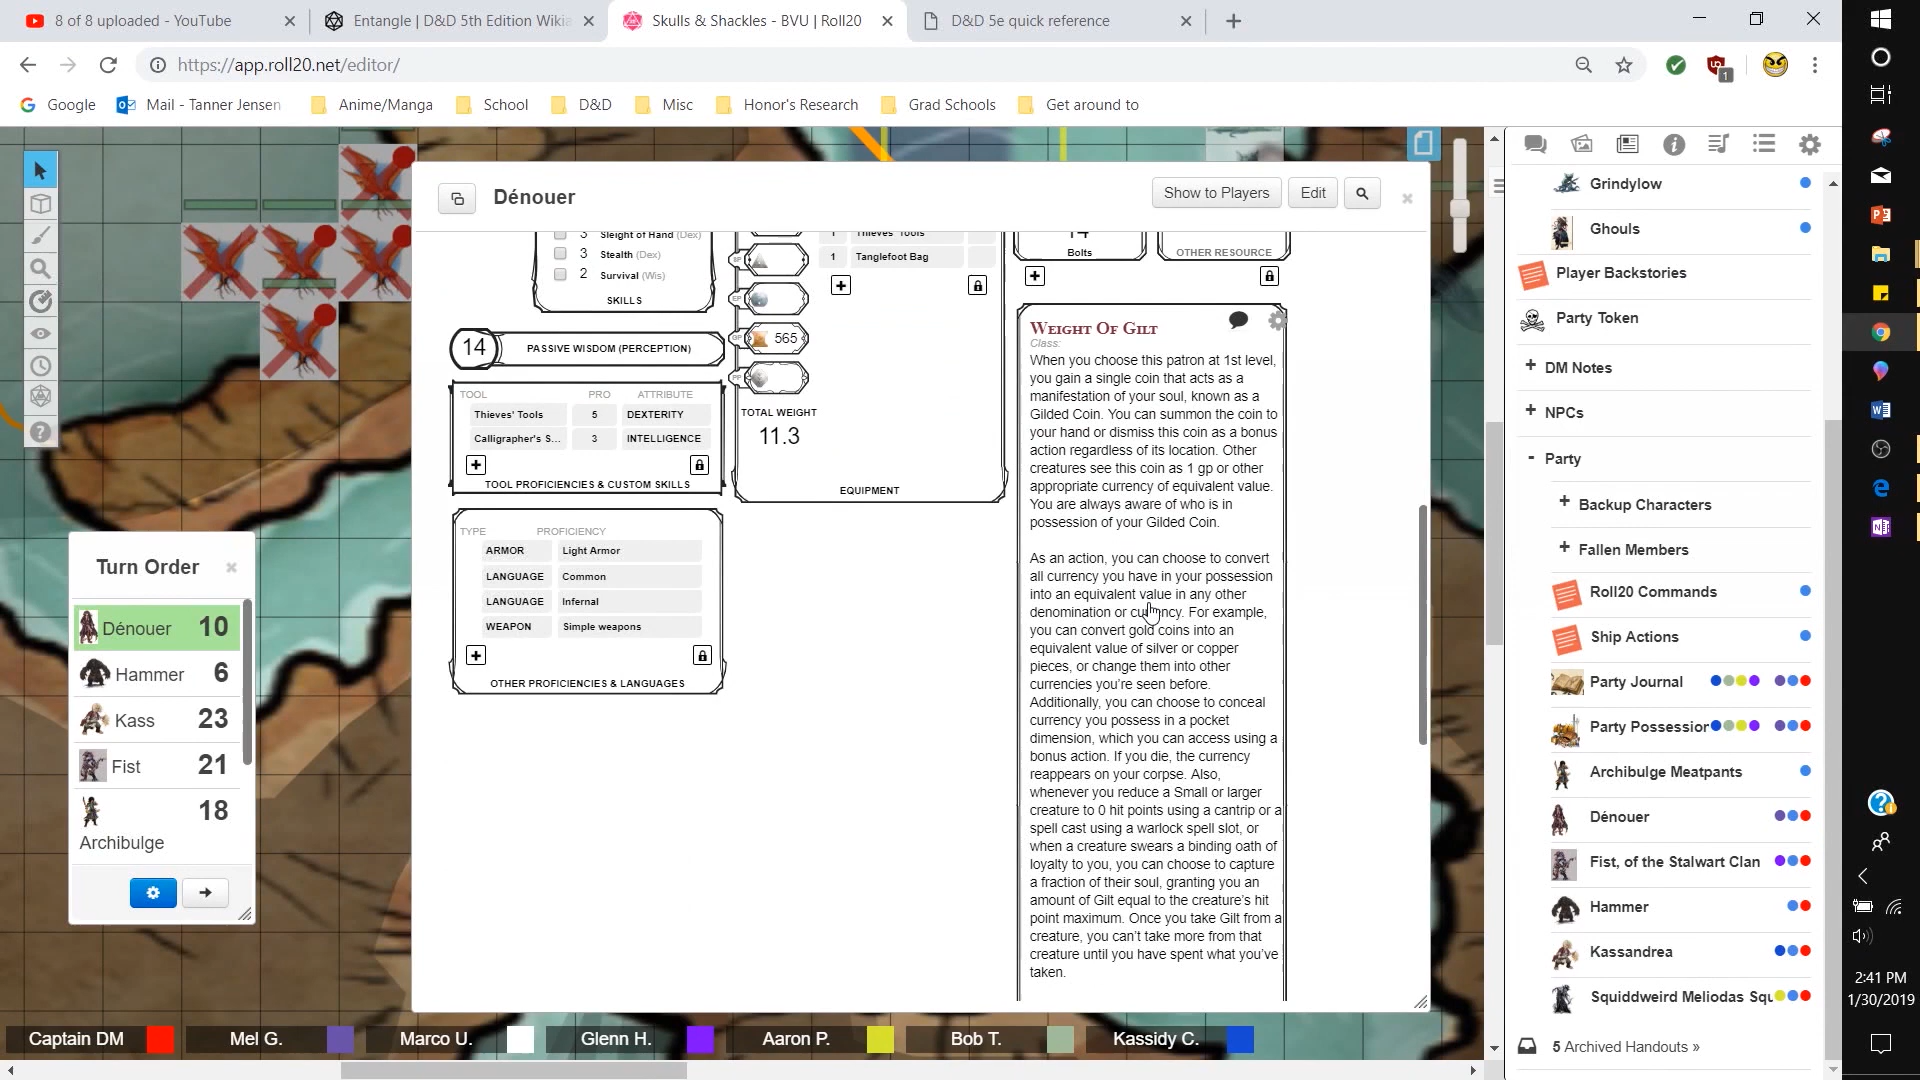 8 of 8 uploaded - YouTube
Entangle | D&D 5th Edition Wikia
Skulls & Shackles - BVU | Roll20
D&D 5e quick reference
https://app.roll20.net/editor/
1
Google
Mail - Tanner Jensen
Anime/Manga
School
D&D
Misc
Honor's Research
Grad Schools
Get around to
Dénouer
Show to Players
Edit
3 Sleight of Hand (Dex)
3 Stealth (Dex)
2 Survival (Wis)
SKILLS
14 PASSIVE WISDOM (PERCEPTION)
TOOL PRO ATTRIBUTE
Thieves' Tools 5 DEXTERITY
Calligrapher's S... 3 INTELLIGENCE
TOOL PROFICIENCIES & CUSTOM SKILLS
TYPE PROFICIENCY
ARMOR Light Armor
LANGUAGE Common
LANGUAGE Infernal
WEAPON Simple weapons
OTHER PROFICIENCIES & LANGUAGES
SP
EP
GP 565
PP
TOTAL WEIGHT
11.3
1 Thieves' Tools
1 Tanglefoot Bag
EQUIPMENT
14
Bolts
OTHER RESOURCE
Weight Of Gilt
Class:
When you choose this patron at 1st level,
you gain a single coin that acts as a
manifestation of your soul, known as a
Gilded Coin. You can summon the coin to
your hand or dismiss this coin as a bonus
action regardless of its location. Other
creatures see this coin as 1 gp or other
appropriate currency of equivalent value.
You are always aware of who is in
possession of your Gilded Coin.
As an action, you can choose to convert
all currency you have in your possession
into an equivalent value in any other
denomination or currency. For example,
you can convert gold coins into an
equivalent value of silver or copper
pieces, or change them into other
currencies you're seen before.
Additionally, you can choose to conceal
currency you possess in a pocket
dimension, which you can access using a
bonus action. If you die, the currency
reappears on your corpse. Also,
whenever you reduce a Small or larger
creature to 0 hit points using a cantrip or a
spell cast using a warlock spell slot, or
when a creature swears a binding oath of
loyalty to you, you can choose to capture
a fraction of their soul, granting you an
amount of Gilt equal to the creature's hit
point maximum. Once you take Gilt from a
creature, you can't take more from that
creature until you have spent what you've
taken.
Turn Order
Dénouer 10
Hammer 6
Kass 23
Fist 21
18
Archibulge
Grindylow
Ghouls
Player Backstories
Party Token
+ DM Notes
+ NPCs
- Party
+ Backup Characters
+ Fallen Members
Roll20 Commands
Ship Actions
Party Journal
Party Possession
Archibulge Meatpants
Dénouer
Fist, of the Stalwart Clan
Hammer
Kassandrea
Squiddweird Meliodas Squ
5 Archived Handouts »
Captain DM
Mel G.
Marco U.
Glenn H.
Aaron P.
Bob T.
Kassidy C.
2:41 PM
1/30/2019